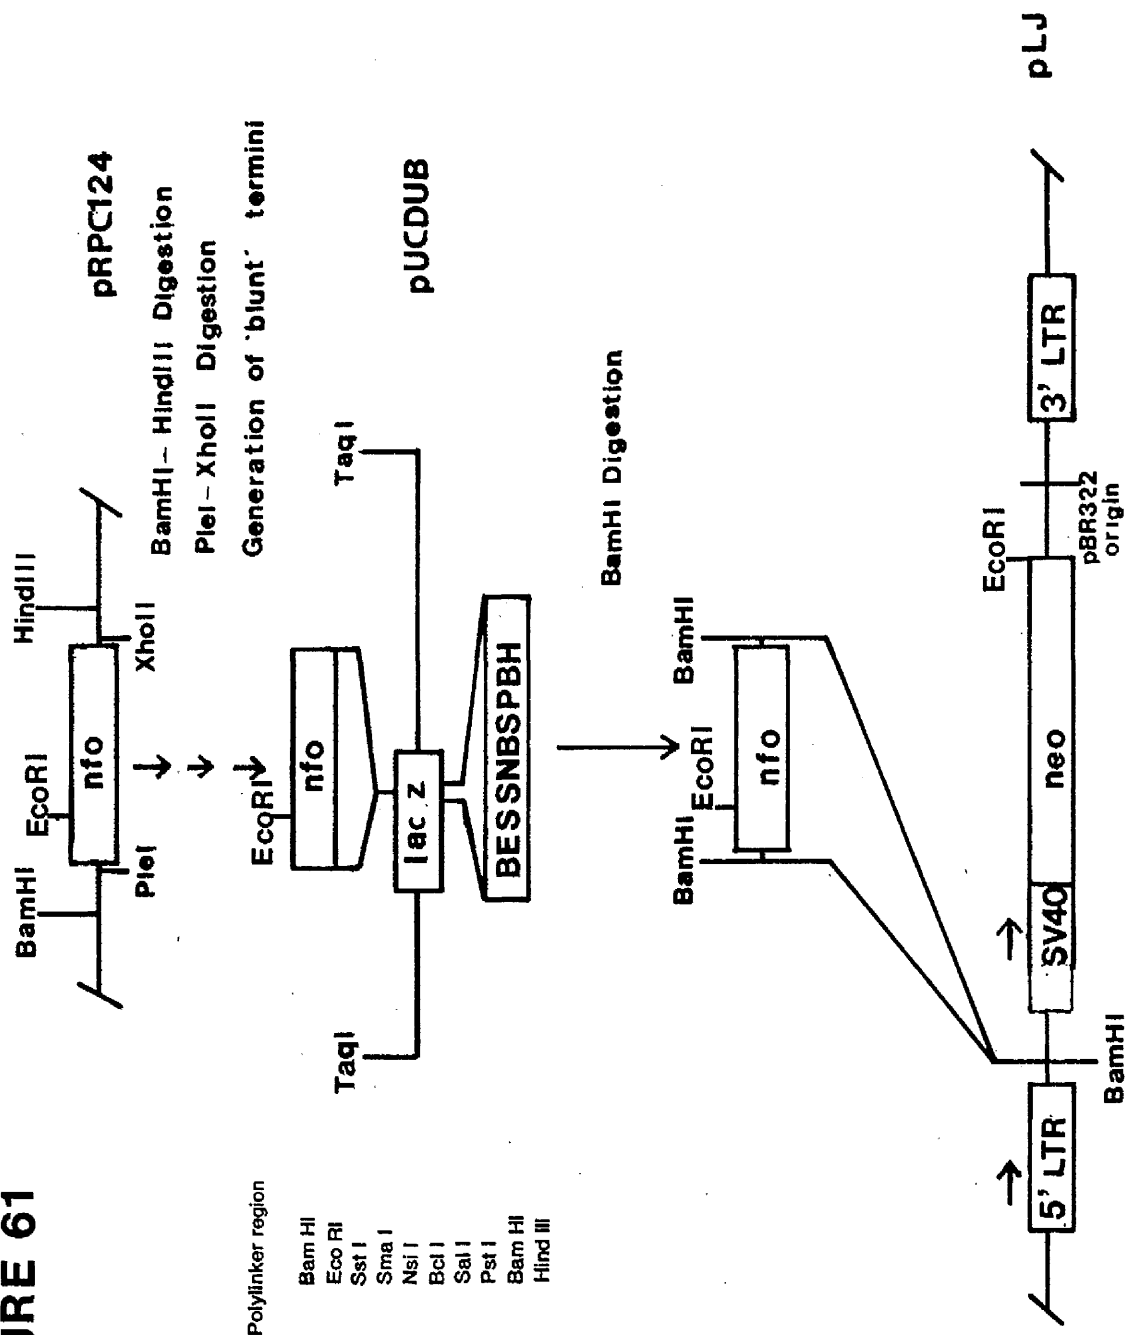 URE 61
pRPC124
BamHI
EcoRI
HindIII
nfo
PleI
XhoII
BamHI-HindIII Digestion
PleI-XhoII Digestion
Generation of 'blunt' termini
pUCDUB
EcoRI
nfo
TaqI
TaqI
lac z
BESSNBSPBH
Polylinker region
Bam HI
Eco RI
Sst I
Sma I
Nsi I
Bcl I
Sal I
Pst I
Bam HI
Hind III
BamHI Digestion
BamHI
EcoRI
BamHI
nfo
pLJ
EcoRI
5' LTR
SV40
neo
3' LTR
BamHI
pBR322
origin